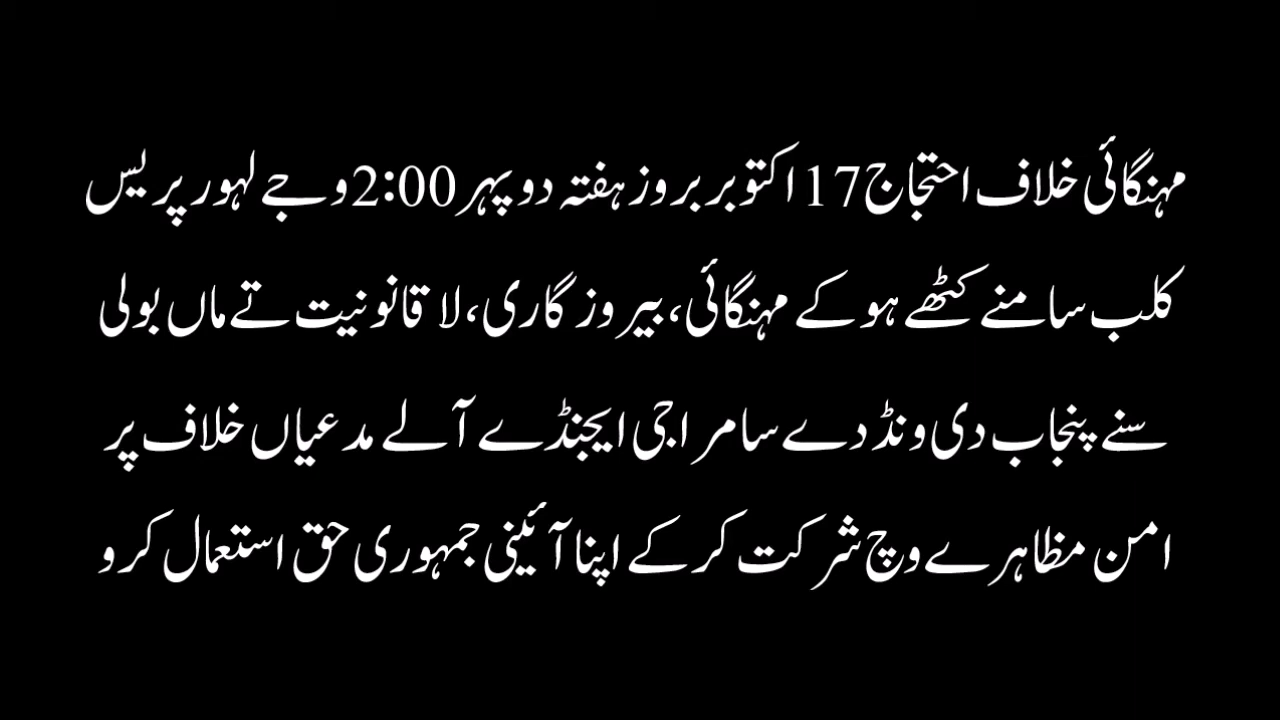 مہنگائی خلاف احتجاج 17 اکتوبر بروز ہفتہ دوپہر 2:00 وجے لہور پریس
کلب سامنے کٹھے ہو کے مہنگائی، بیروزگاری، لاقانونیت تے ماں بولی
سنے پنجاب دی ونڈ دے سامراجی ایجنڈے آلے مدعیاں خلاف پر
امن مظاہرے وچ شرکت کر کے اپنا آئینی جمہوری حق استعمال کرو